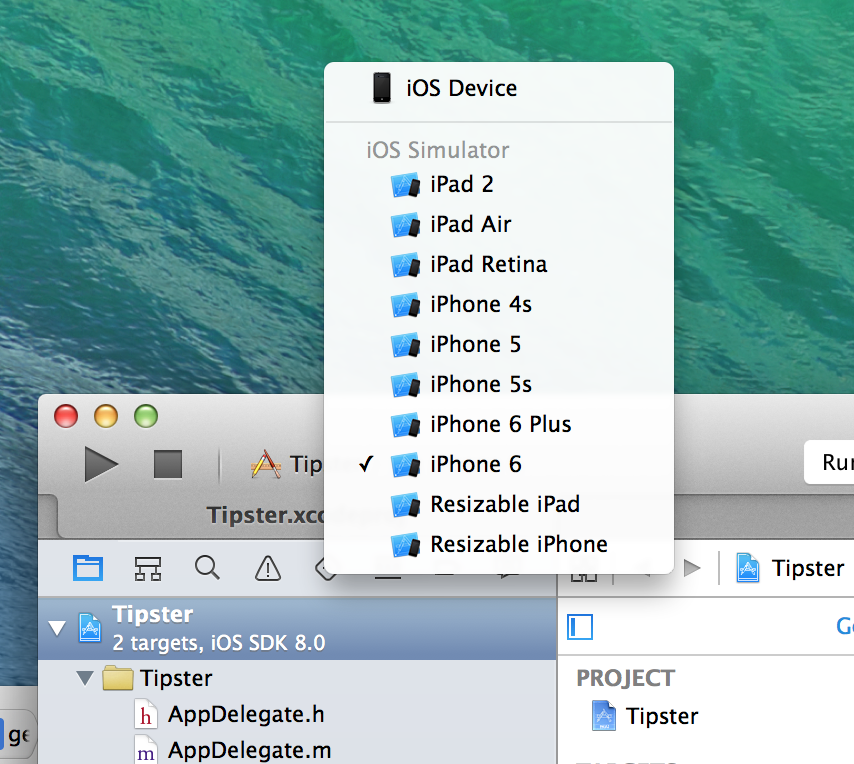 iOS Device
iOS Simulator
iPad 2
iPad Air
iPad Retina
iPhone 4s
iPhone 5
iPhone 5s
iPhone 6 Plus
✓ iPhone 6
Resizable iPad
Resizable iPhone
Tip
Run
Tipster.xc
Tipster
Tipster
2 targets, iOS SDK 8.0
Ge
Tipster
PROJECT
h AppDelegate.h
Tipster
m AppDelegate.m
ge